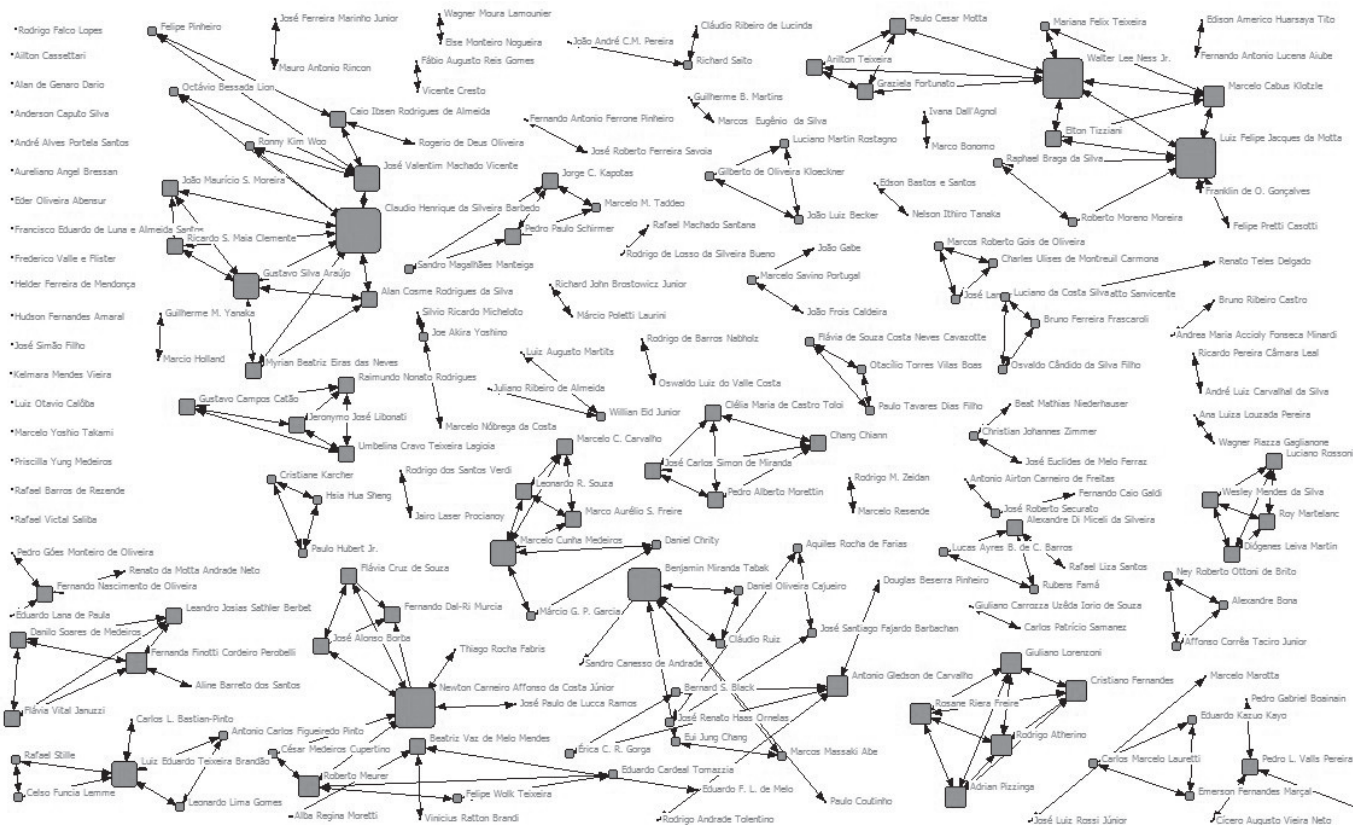 Rodrigo Falco Lopes
Ailton Cassettari
Alan de Genaro Dario
Anderson Caputo Silva
André Alves Portela Santos
Aureliano Angel Bressan
Eder Oliveira Abensur
Francisco Eduardo de Luna e Almeida Santos
Frederico Valle e Flister
Helder Ferreira de Mendonça
Hudson Fernandes Amaral
José Simão Filho
Kelmara Mendes Vieira
Luiz Otavio Calôba
Marcelo Yoshio Takami
Priscilla Yung Medeiros
Rafael Barros de Rezende
Rafael Victal Saliba
Felipe Pinheiro
Octávio Bessada Lion
Caio Ibsen Rodrigues de Almeida
Ronny Kim Woo
Rogerio de Deus Oliveira
José Valentim Machado Vicente
João Maurício S. Moreira
Claudio Henrique da Silveira Barbedo
Ricardo S. Maia Clemente
Gustavo Silva Araújo
Alan Cosme Rodrigues da Silva
Guilherme M. Yanaka
Marcio Holland
Myrian Beatriz Eiras das Neves
José Ferreira Marinho Junior
Mauro Antonio Rincon
Wagner Moura Lamounier
Else Monteiro Nogueira
Fábio Augusto Reis Gomes
Vicente Cresto
João André C.M. Pereira
Cláudio Ribeiro de Lucinda
Richard Saito
Guilherme B. Martins
Marcos Eugênio da Silva
Fernando Antonio Ferrone Pinheiro
José Roberto Ferreira Savoia
Luciano Martin Rostagno
Gilberto de Oliveira Kloeckner
João Luiz Becker
Jorge C. Kapotas
Marcelo M. Taddeo
Pedro Paulo Schirmer
Sandro Magalhães Manteiga
Rafael Machado Santana
Rodrigo de Losso da Silveira Bueno
Richard John Brostowicz Junior
Márcio Poletti Laurini
João Gabe
Marcelo Savino Portugal
João Frois Caldeira
Paulo Cesar Motta
Arilton Teixeira
Graziela Fortunato
Mariana Felix Teixeira
Walter Lee Ness Jr.
Marcelo Cabus Klotzle
Elton Tizziani
Luiz Felipe Jacques da Motta
Raphael Braga da Silva
Roberto Moreno Moreira
Franklin de O. Gonçalves
Felipe Pretti Casotti
Edison Americo Huarsaya Tito
Fernando Antonio Lucena Aiube
Ivana Dall'Agnol
Marco Bonomo
Edson Bastos e Santos
Nelson Ithiro Tanaka
Marcos Roberto Gois de Oliveira
Charles Ulises de Montreuil Carmona
José Lam
Luciano da Costa Silva
atto Sanvicente
Renato Teles Delgado
Bruno Ferreira Frascaroli
Osvaldo Cândido da Silva Filho
Bruno Ribeiro Castro
Andrea Maria Accioly Fonseca Minardi
Ricardo Pereira Câmara Leal
André Luiz Carvalhal da Silva
Ana Luiza Louzada Pereira
Wagner Piazza Gaglianone
Silvio Ricardo Micheloto
Joe Akira Yoshino
Marcelo Nóbrega da Costa
Luiz Augusto Martits
Juliano Ribeiro de Almeida
Willian Eid Junior
Rodrigo de Barros Nabholz
Oswaldo Luiz do Valle Costa
Flávia de Souza Costa Neves Cavazotte
Otacílio Torres Vilas Boas
Paulo Tavares Dias Filho
Gustavo Campos Catão
Raimundo Nonato Rodrigues
Jeronymo José Libonati
Umbelina Cravo Teixeira Lagioia
Clélia Maria de Castro Toloi
Chang Chiann
José Carlos Simon de Miranda
Pedro Alberto Morettin
Beat Mathias Niederhauser
Christian Johannes Zimmer
José Euclides de Melo Ferraz
Cristiane Karcher
Hsia Hua Sheng
Paulo Hubert Jr.
Rodrigo dos Santos Verdi
Jairo Laser Procianoy
Marcelo C. Carvalho
Leonardo R. Souza
Marco Aurélio S. Freire
Marcelo Cunha Medeiros
Daniel Chrity
Márcio G. P. Garcia
Rodrigo M. Zeidan
Marcelo Resende
Antonio Airton Carneiro de Freitas
Fernando Caio Galdi
José Roberto Securato
Alexandre Di Miceli da Silveira
Lucas Ayres B. de C. Barros
Rafael Liza Santos
Rubens Famá
Luciano Rossoni
Wesley Mendes da Silva
Roy Martelanc
Diógenes Leiva Martin
Ney Roberto Ottoni de Brito
Alexandre Bona
Affonso Corrêa Taciro Junior
Giuliano Carrozza Uzêda Iorio de Souza
Carlos Patrício Samanez
Pedro Góes Monteiro de Oliveira
Renato da Motta Andrade Neto
Fernando Nascimento de Oliveira
Eduardo Lana de Paula
Leandro Josias Sathler Berbet
Danilo Soares de Medeiros
Fernanda Finotti Cordeiro Perobelli
Aline Barreto dos Santos
Flávia Vital Januzzi
Flávia Cruz de Souza
Fernando Dal-Ri Murcia
José Alonso Borba
Thiago Rocha Fabris
Newton Carneiro Affonso da Costa Júnior
José Paulo de Lucca Ramos
Benjamin Miranda Tabak
Daniel Oliveira Cajueiro
Cláudio Ruiz
Sandro Canesso de Andrade
Aquiles Rocha de Farias
José Santiago Fajardo Barbachan
Douglas Beserra Pinheiro
Antonio Gledson de Carvalho
Bernard S. Black
José Renato Haas Ornelas
Eui Jung Chang
Érica C. R. Gorga
Marcos Massaki Abe
Paulo Coutinho
Rodrigo Andrade Tolentino
Carlos L. Bastian-Pinto
Antonio Carlos Figueiredo Pinto
Rafael Stille
Luiz Eduardo Teixeira Brandão
Celso Funcia Lemme
Leonardo Lima Gomes
César Medeiros Cupertino
Beatriz Vaz de Melo Mendes
Roberto Meurer
Eduardo Cardeal Tomazzia
Felipe Wolk Teixeira
Eduardo F. L. de Melo
Alba Regina Moretti
Vinicius Ratton Brandi
Giuliano Lorenzoni
Cristiano Fernandes
Rosane Riera Freire
Rodrigo Atherino
Adrian Pizzinga
Marcelo Marotta
Eduardo Kazuo Kayo
Carlos Marcelo Lauretti
Emerson Fernandes Marçal
José Luiz Rossi Júnior
Pedro Gabriel Boainain
Pedro L. Valls Pereira
Cícero Augusto Vieira Neto